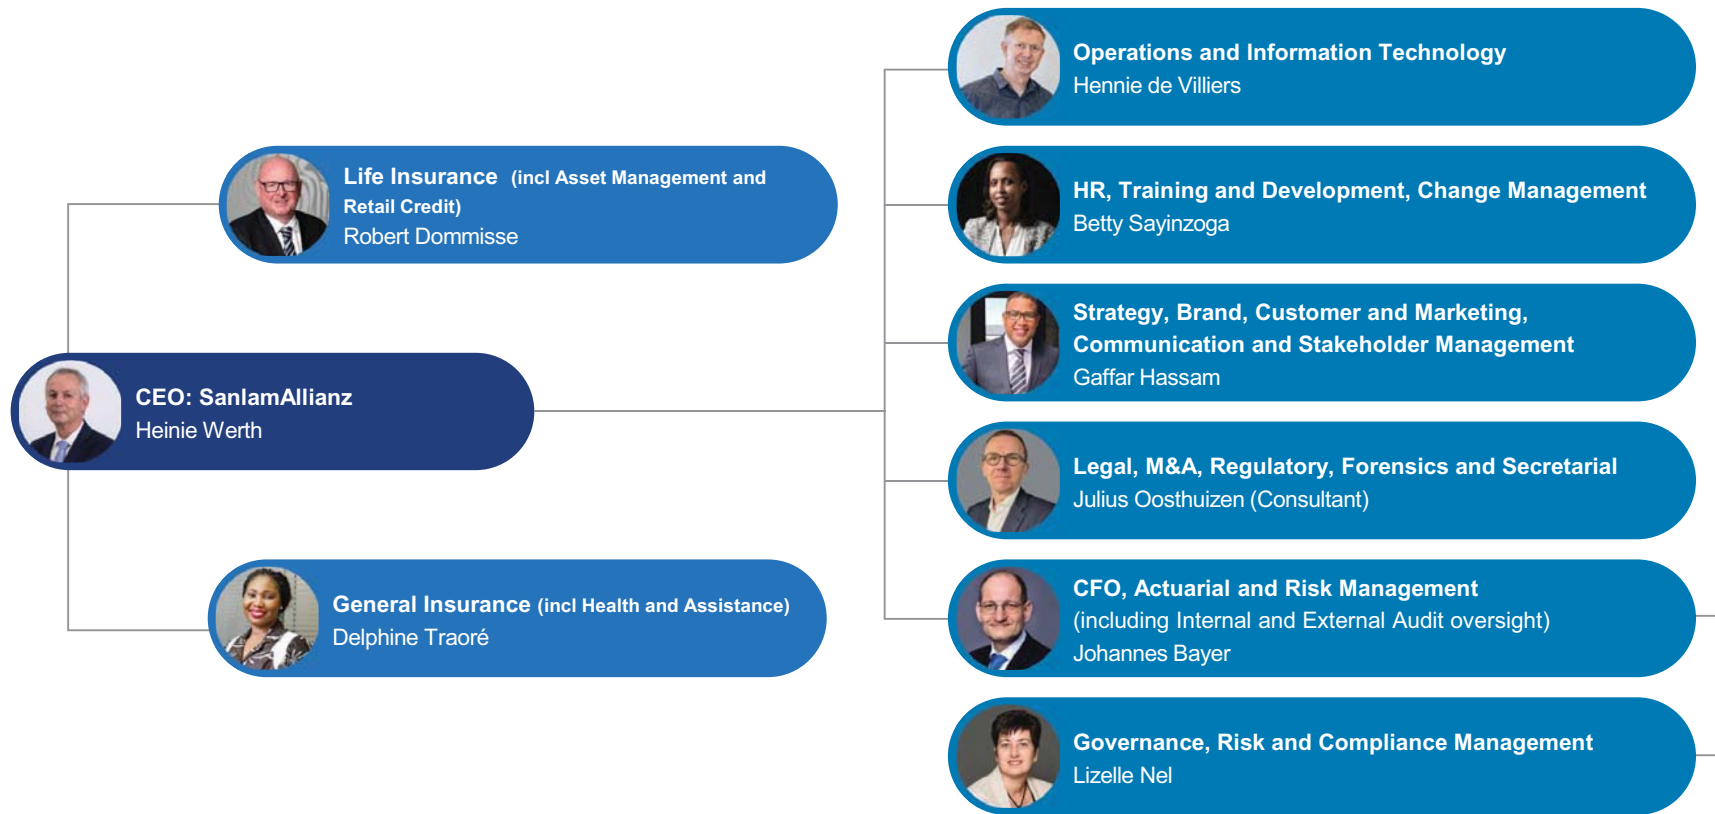 Operations and Information Technology
Hennie de Villiers
Life Insurance (incl Asset Management and
Retail Credit)
Robert Dommisse
HR, Training and Development, Change Management
Betty Sayinzoga
Strategy, Brand, Customer and Marketing,
Communication and Stakeholder Management
Gaffar Hassam
CEO: SanlamAllianz
Heinie Werth
Legal, M&A, Regulatory, Forensics and Secretarial
Julius Oosthuizen (Consultant)
General Insurance (incl Health and Assistance)
Delphine Traoré
CFO, Actuarial and Risk Management
(including Internal and External Audit oversight)
Johannes Bayer
Governance, Risk and Compliance Management
Lizelle Nel